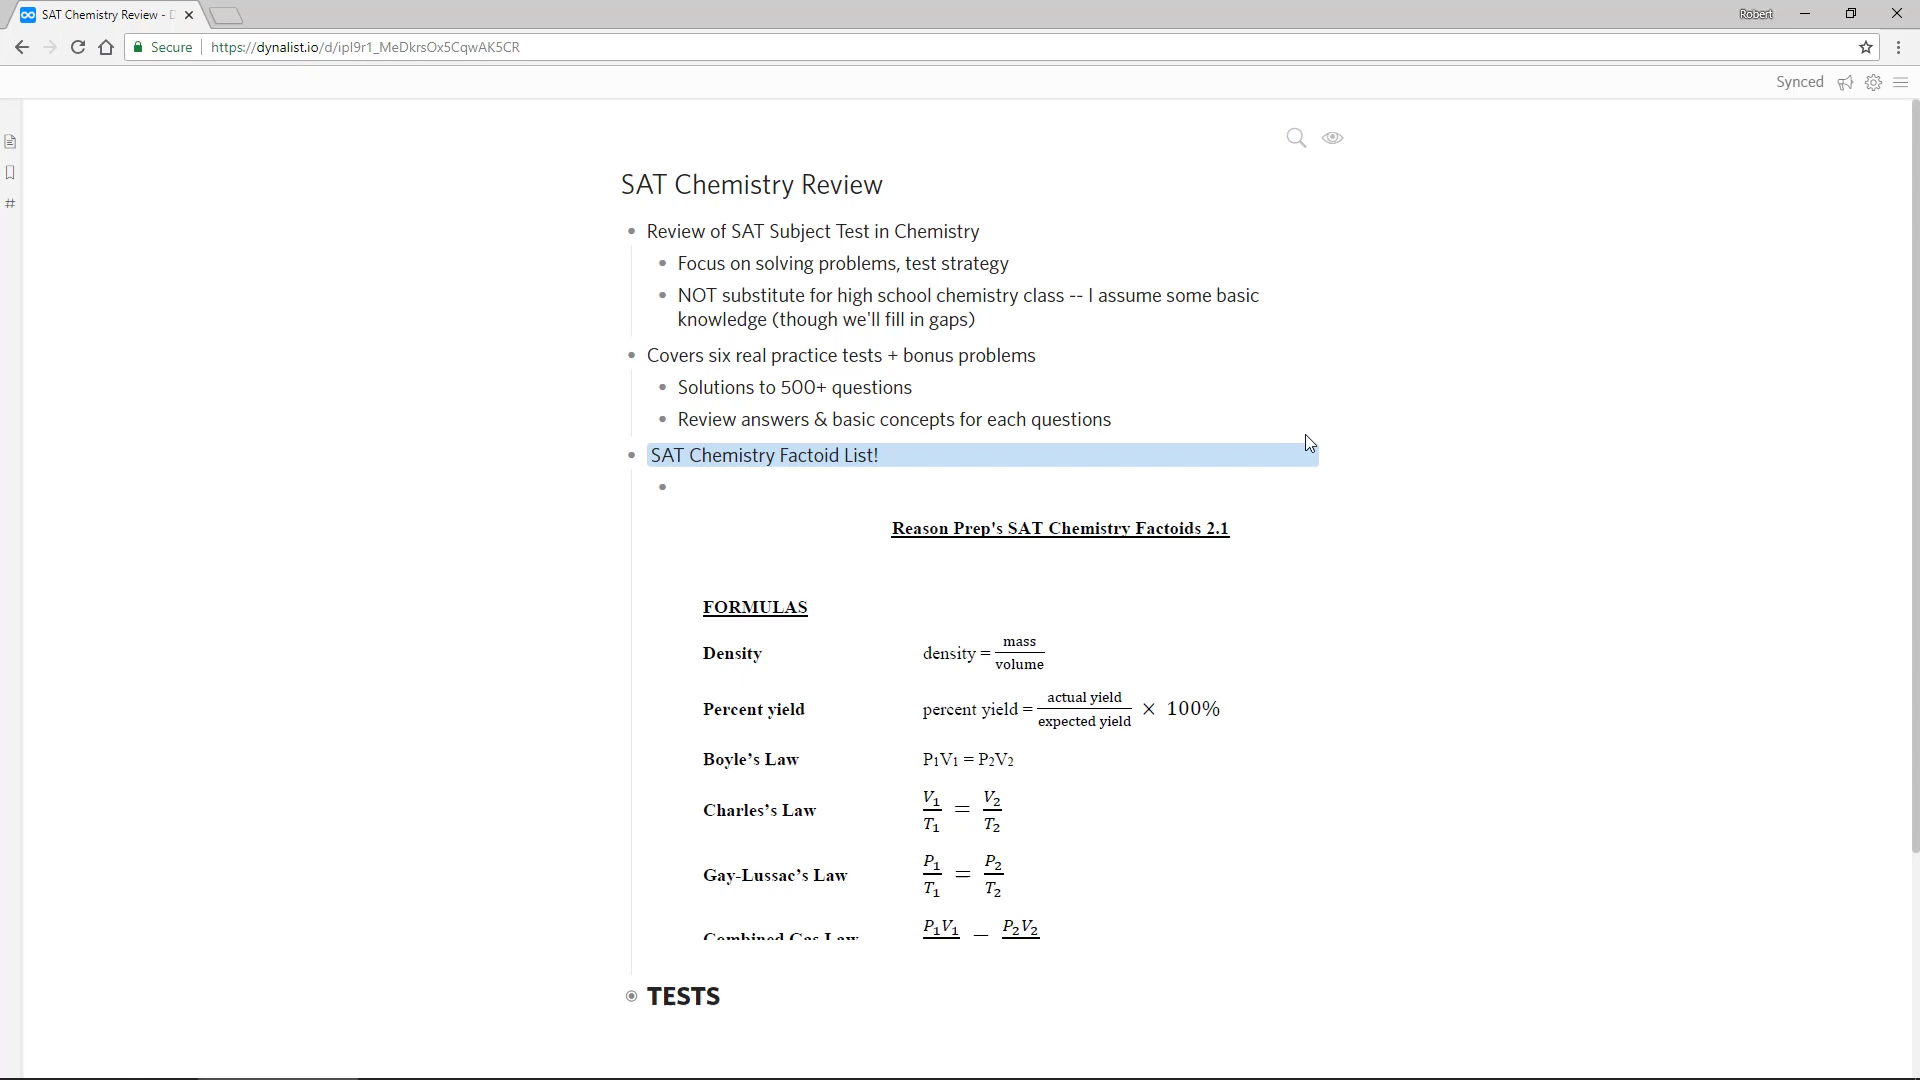 SAT Chemistry Review - D
Robert
Secure
https://dynalist.io/d/ipl9r1_MeDkrsOx5CqwAK5CR
Synced
SAT Chemistry Review
• Review of SAT Subject Test in Chemistry
• Focus on solving problems, test strategy
• NOT substitute for high school chemistry class -- I assume some basic
knowledge (though we'll fill in gaps)
• Covers six real practice tests + bonus problems
• Solutions to 500+ questions
• Review answers & basic concepts for each questions
• SAT Chemistry Factoid List!
Reason Prep's SAT Chemistry Factoids 2.1
FORMULAS
Density density = mass / volume
Percent yield percent yield = actual yield / expected yield × 100%
Boyle’s Law P₁V₁ = P₂V₂
Charles’s Law V₁ / T₁ = V₂ / T₂
Gay-Lussac’s Law P₁ / T₁ = P₂ / T₂
Combined Gas Law P₁V₁ = P₂V₂
TESTS